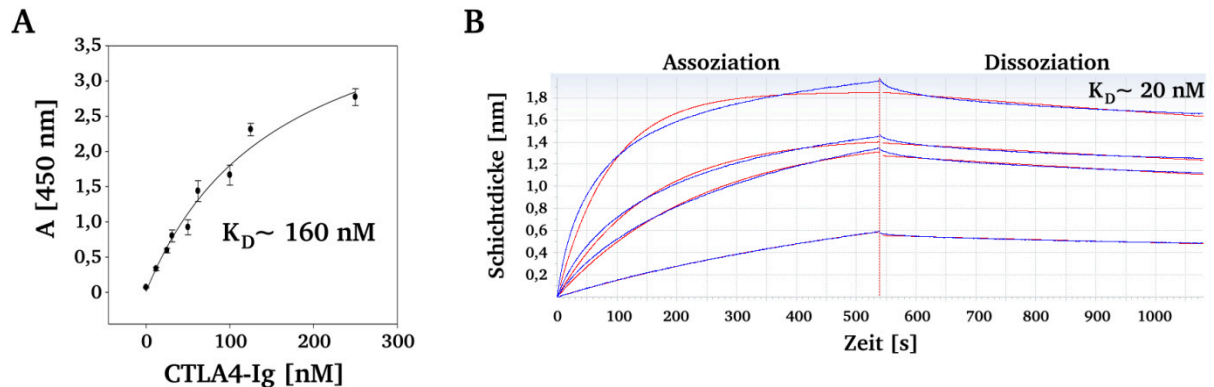 A
A [450 nm]
3,5
3,0
2,5
2,0
1,5
1,0
0,5
0
K_D~ 160 nM
0 100 200 300
CTLA4-Ig [nM]
B
Assoziation Dissoziation
K_D~ 20 nM
Schichtdicke [nm]
1,8
1,6
1,4
1,2
1,0
0,8
0,6
0,4
0,2
0 100 200 300 400 500 600 700 800 900 1000
Zeit [s]